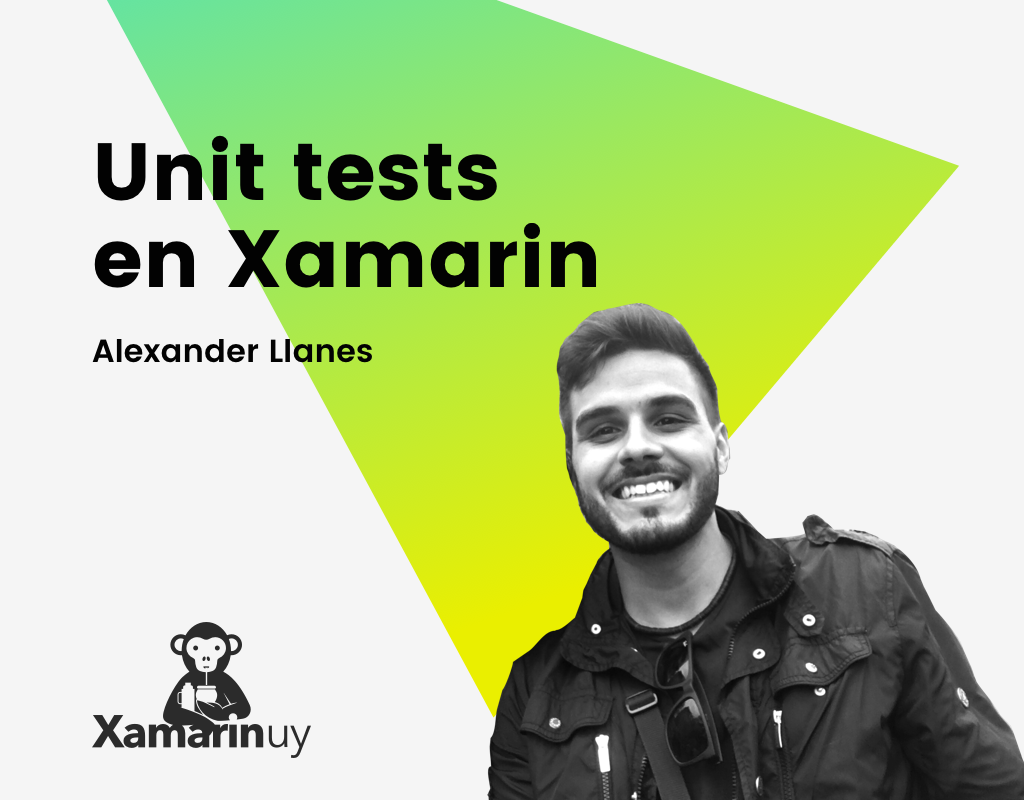 Unit tests
en Xamarin
Alexander Llanes
Xamarinuy